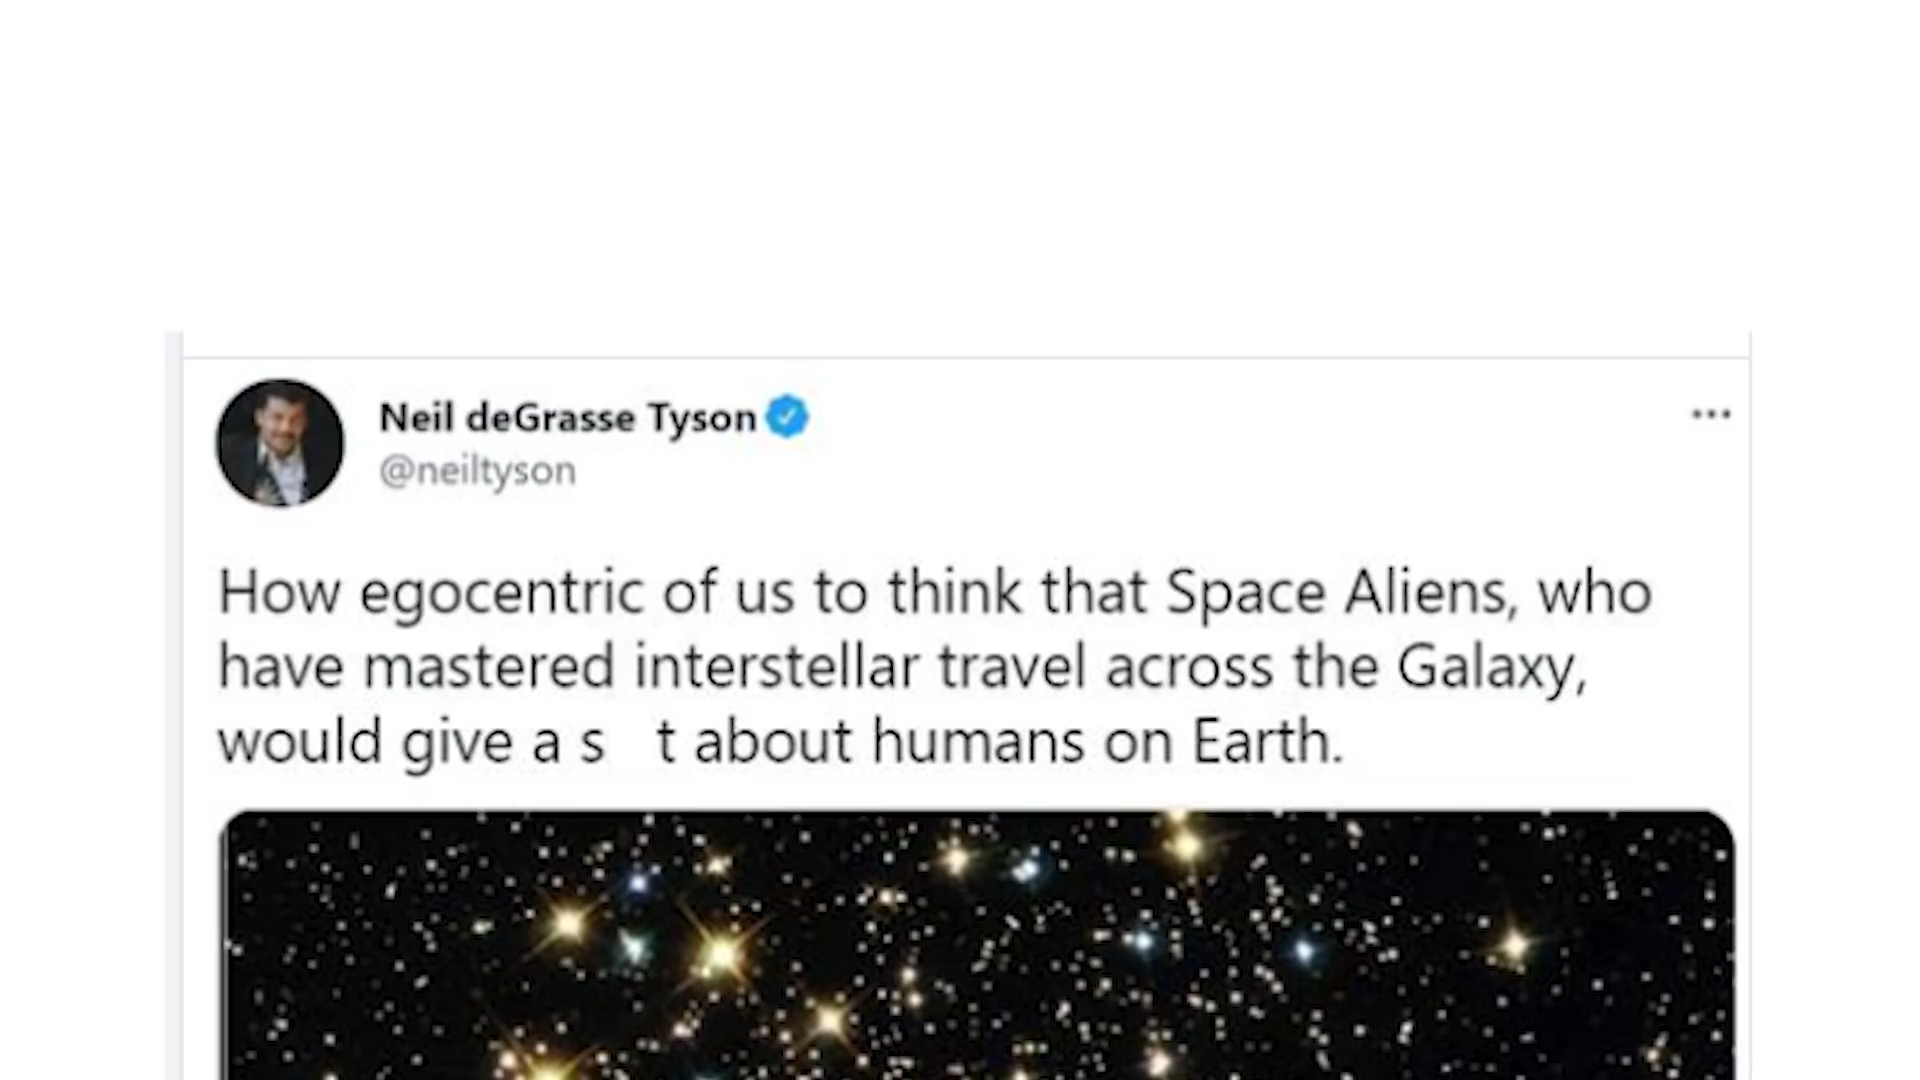 Neil deGrasse Tyson
@neiltyson
How egocentric of us to think that Space Aliens, who
have mastered interstellar travel across the Galaxy,
would give a s t about humans on Earth.